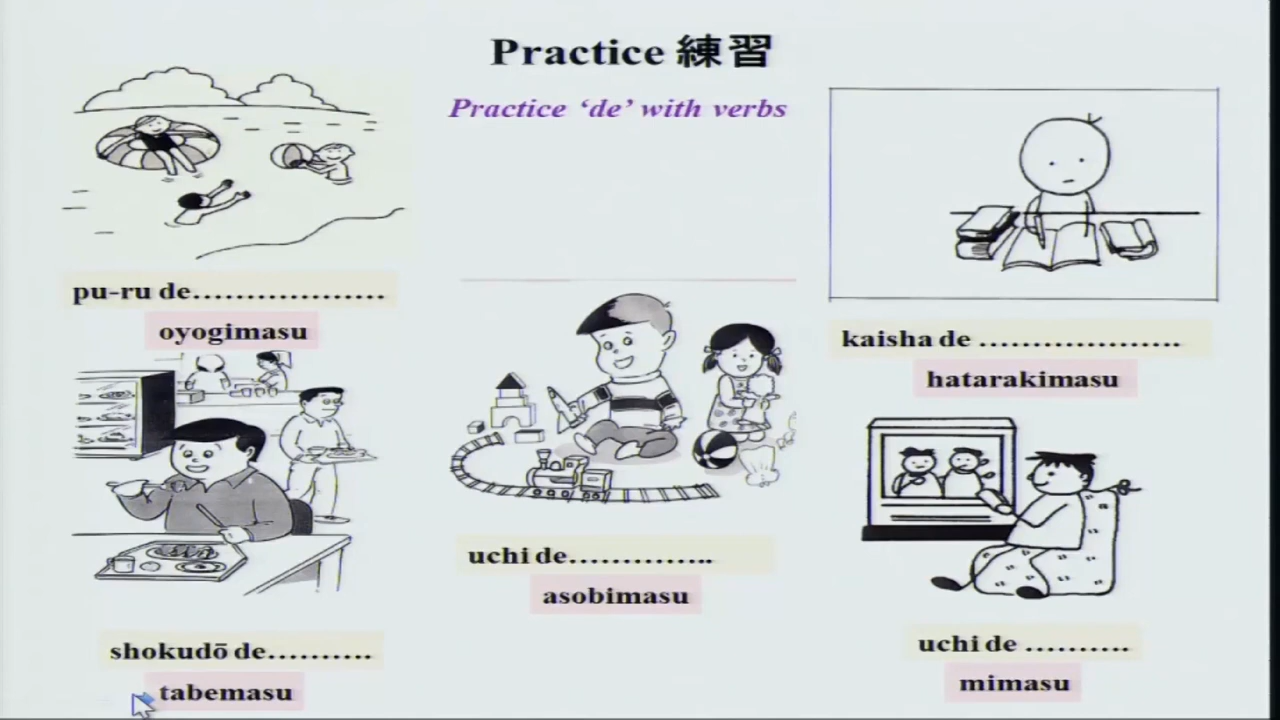 Practice 練習
Practice ‘de’ with verbs
pu-ru de………………
oyogimasu
kaisha de ……………….
hatarakimasu
uchi de…………..
asobimasu
shokudō de……….
tabemasu
uchi de ……….
mimasu